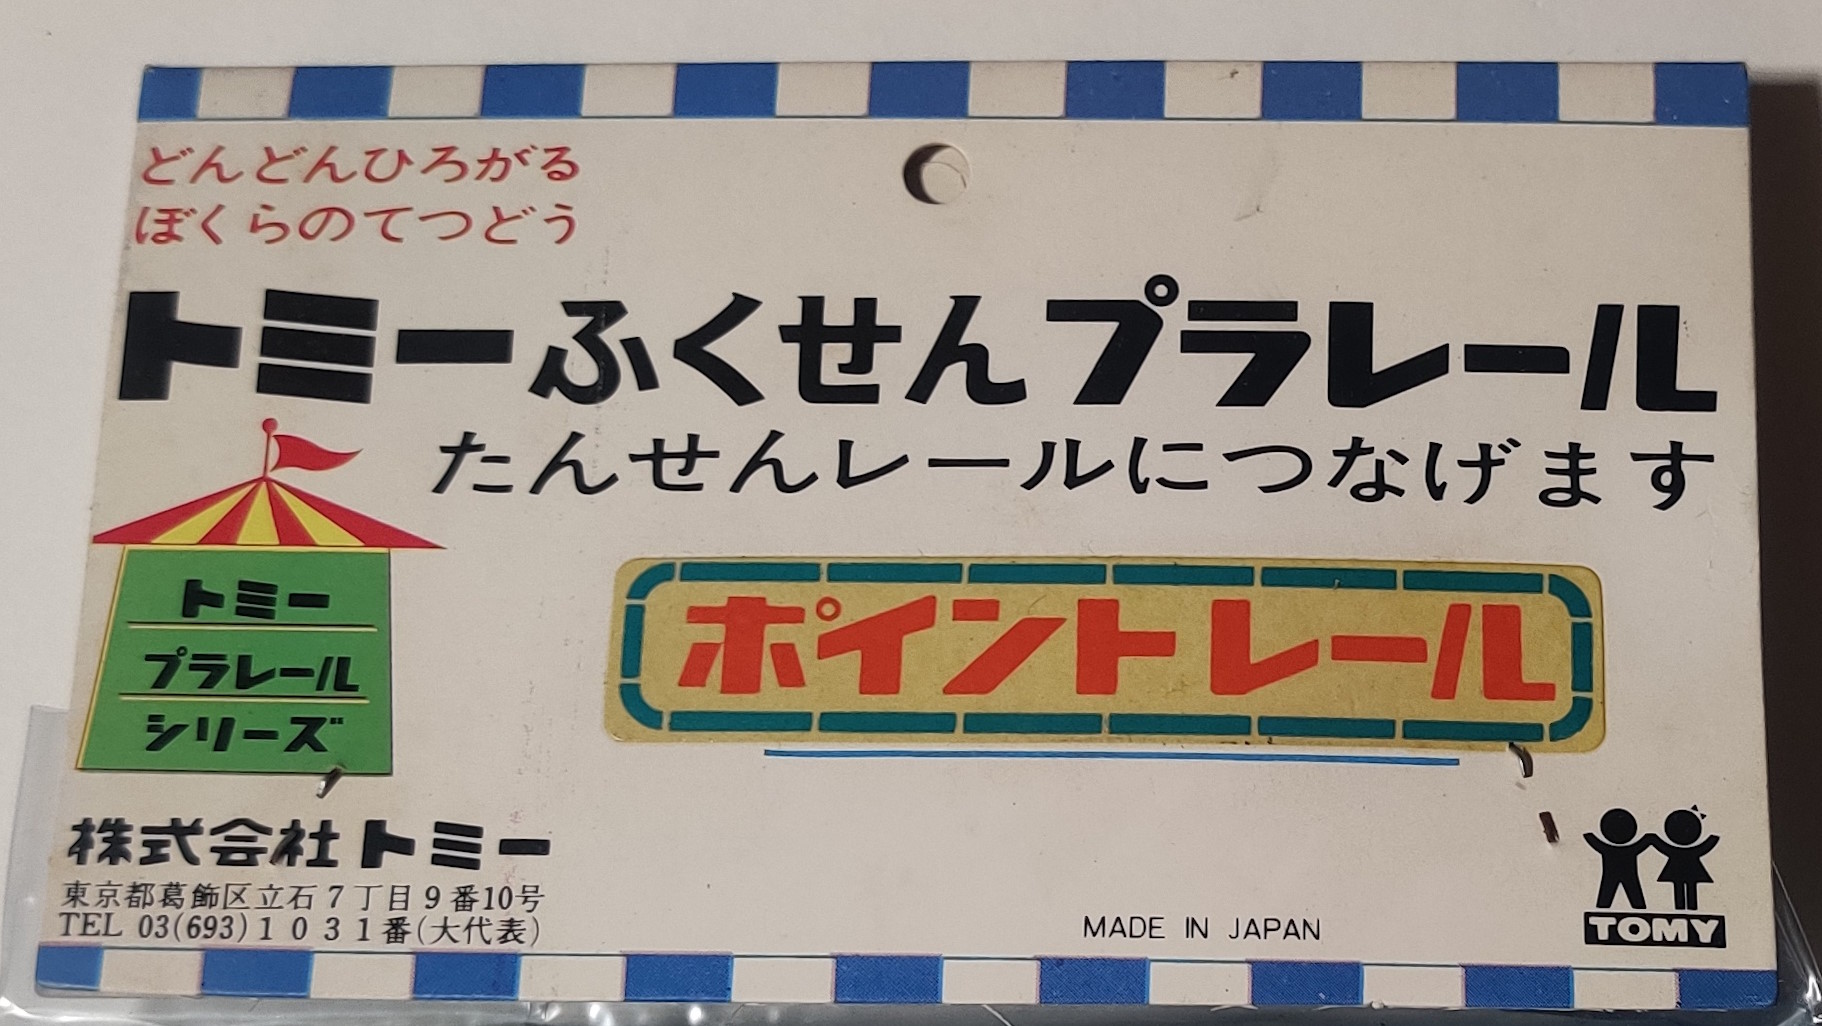 どんどんひろがる
ぼくらのてつどう
トミーふくせんプラレール
たんせんレールにつなげます
トミー
プラレール
シリーズ
ポイントレール
株式会社トミー
東京都葛飾区立石7丁目9番10号
TEL 03(693)1031番(大代表)
MADE IN JAPAN
TOMY